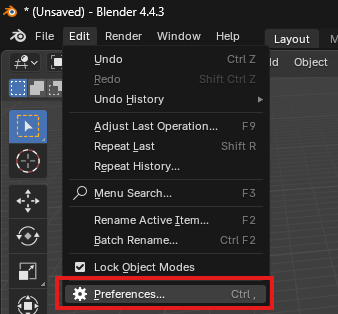 * (Unsaved) - Blender 4.4.3
File Edit Render Window Help Layout
Undo Ctrl Z
Redo Shift Ctrl Z
Undo History
Adjust Last Operation... F9
Repeat Last Shift R
Repeat History...
Menu Search... F3
Rename Active Item... F2
Batch Rename... Ctrl F2
Lock Object Modes
Preferences... Ctrl ,
Object